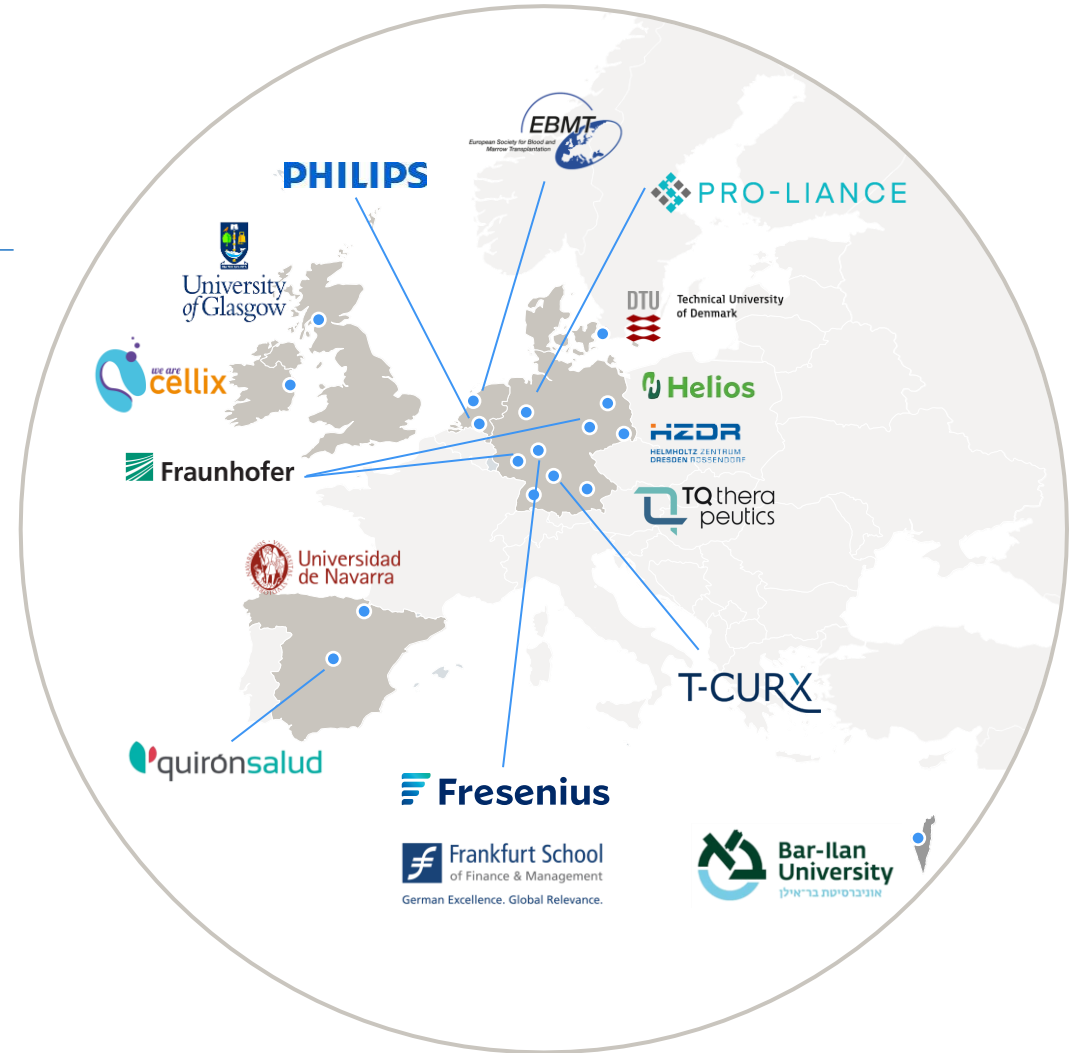 EBMT
European Society for Blood and
Marrow Transplantation
PHILIPS
PRO-LIANCE
University
of Glasgow
DTU
Technical University
of Denmark
we are
cellix
Helios
HZDR
HELMHOLTZ ZENTRUM
DRESDEN ROSSENDORF
Fraunhofer
TQ thera
peutics
Universidad
de Navarra
T-CURX
quirónsalud
Fresenius
Frankfurt School
of Finance & Management
German Excellence. Global Relevance.
Bar-Ilan
University
אוניברסיטת בר־אילן